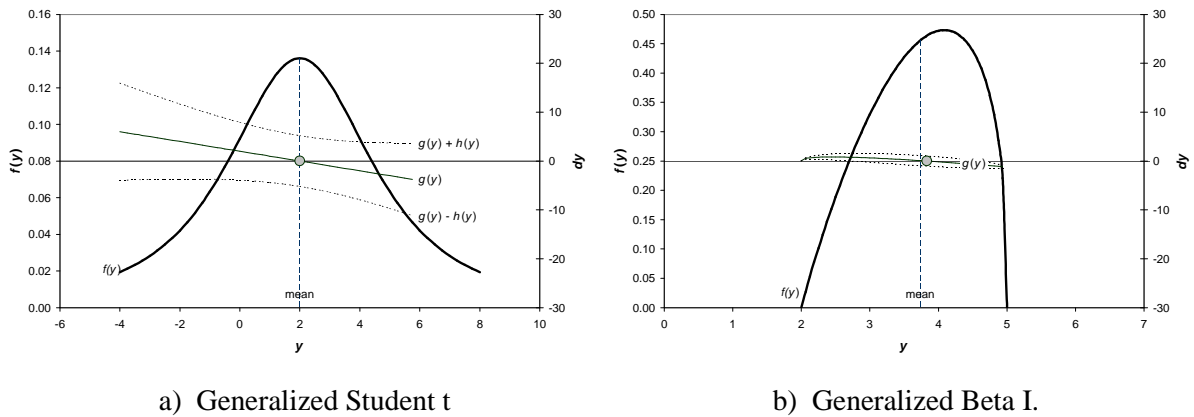 0.16
0.14
0.12
0.10
0.08
0.06
0.04
0.02
0.00
f(y)
30
20
10
0
-10
-20
-30
dy
g(y) + h(y)
g(y)
g(y) - h(y)
f(y)
mean
-6 -4 -2 0 2 4 6 8 10
y
a) Generalized Student t
0.50
0.45
0.40
0.35
0.30
0.25
0.20
0.15
0.10
0.05
0.00
f(y)
30
20
10
0
-10
-20
-30
dy
g(y)
f(y)
mean
0 1 2 3 4 5 6 7
y
b) Generalized Beta I.